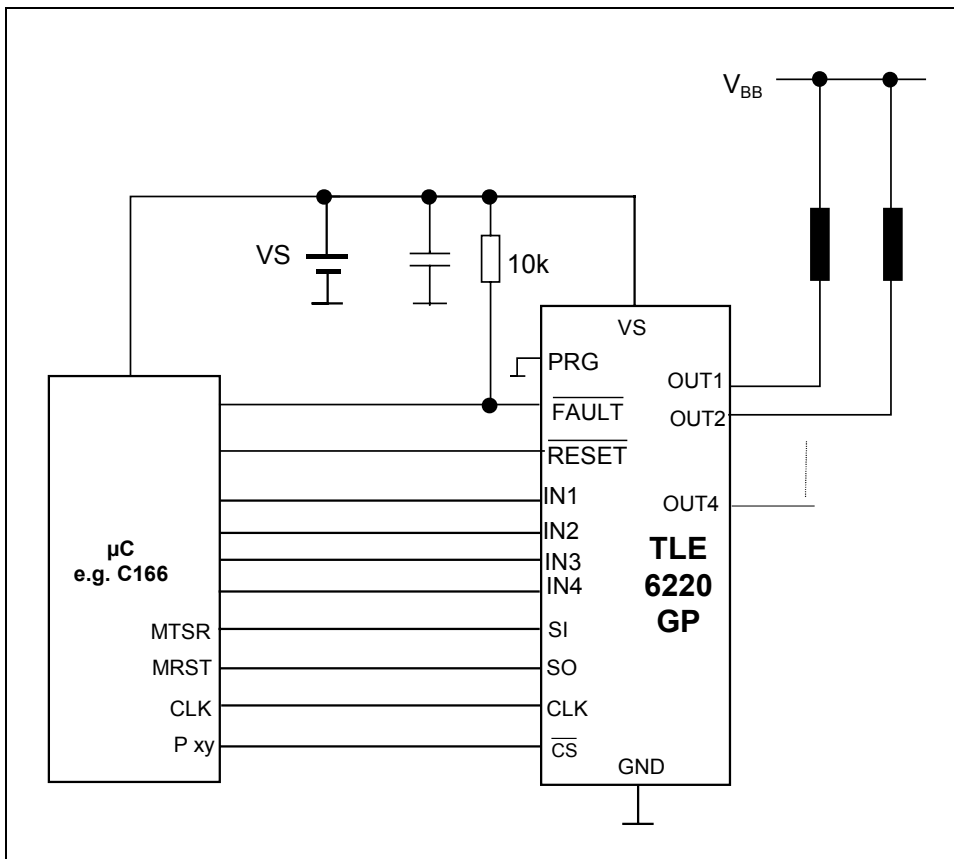 V_BB
VS
10k
VS
PRG
OUT1
FAULT
OUT2
RESET
IN1
OUT4
IN2
IN3
IN4
TLE
6220
GP
µC
e.g. C166
MTSR
SI
MRST
SO
CLK
CLK
P xy
CS
GND